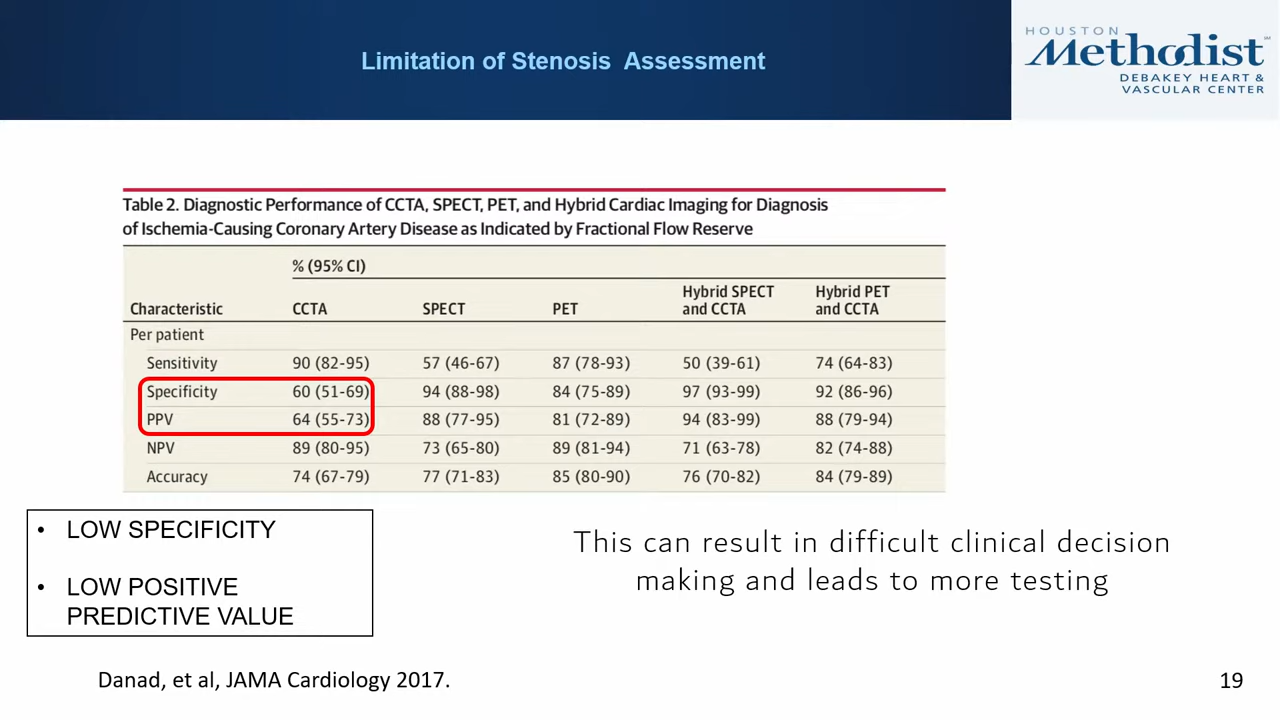 Limitation of Stenosis Assessment
HOUSTON
Methodist SM
DEBAKEY HEART &
VASCULAR CENTER
Table 2. Diagnostic Performance of CCTA, SPECT, PET, and Hybrid Cardiac Imaging for Diagnosis
of Ischemia-Causing Coronary Artery Disease as Indicated by Fractional Flow Reserve
% (95% CI)
Characteristic CCTA SPECT PET Hybrid SPECT and CCTA Hybrid PET and CCTA
Per patient
Sensitivity 90 (82-95) 57 (46-67) 87 (78-93) 50 (39-61) 74 (64-83)
Specificity 60 (51-69) 94 (88-98) 84 (75-89) 97 (93-99) 92 (86-96)
PPV 64 (55-73) 88 (77-95) 81 (72-89) 94 (83-99) 88 (79-94)
NPV 89 (80-95) 73 (65-80) 89 (81-94) 71 (63-78) 82 (74-88)
Accuracy 74 (67-79) 77 (71-83) 85 (80-90) 76 (70-82) 84 (79-89)
• LOW SPECIFICITY
• LOW POSITIVE
PREDICTIVE VALUE
This can result in difficult clinical decision
making and leads to more testing
Danad, et al, JAMA Cardiology 2017.
19